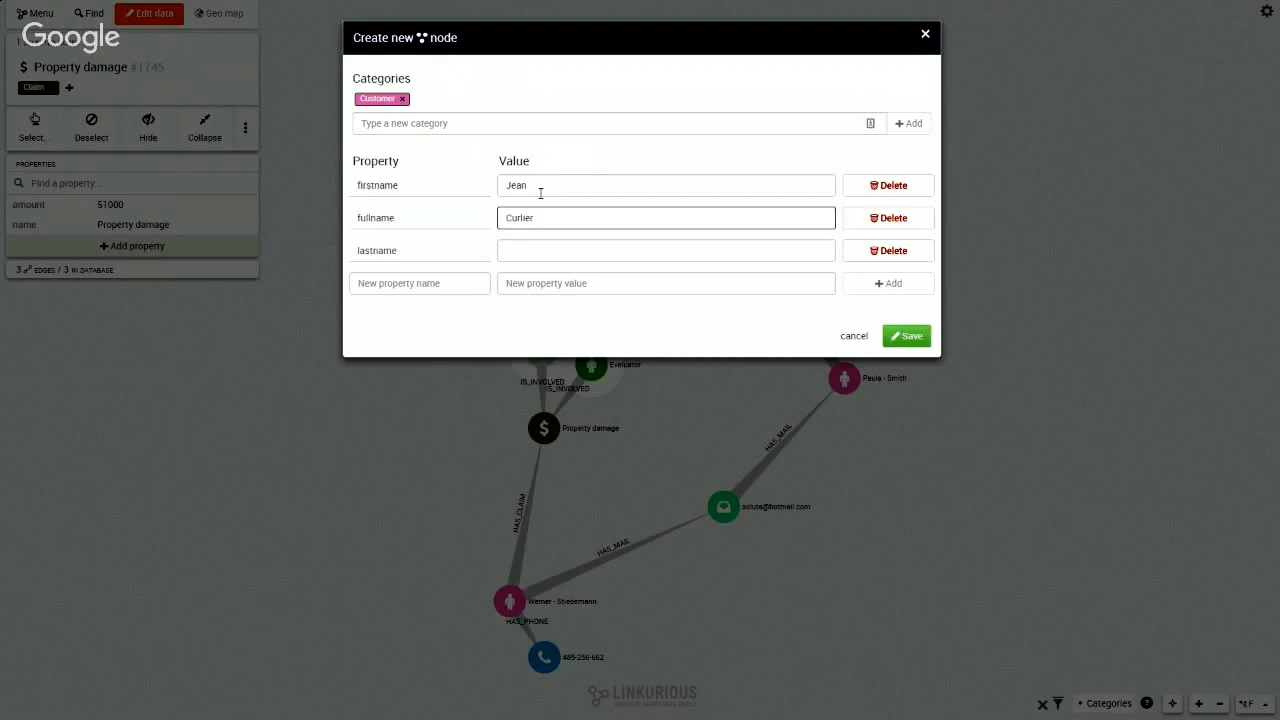 Menu
Find
Edit data
Geo map
Google
Property damage #1745
Claim
Select...
Deselect
Hide
Collapse
PROPERTIES
Find a property...
amount 51000
name Property damage
Add property
3 EDGES / 3 IN DATABASE
Create new node
Categories
Customer
Type a new category
Add
Property Value
firstname Jean Delete
fullname Curlier Delete
lastname Delete
New property name New property value Add
cancel Save
Evaluator
IS_INVOLVED
IS_INVOLVED
Paula - Smith
Property damage
HAS_MAIL
HAS_CLAIM
soluta@hotmail.com
HAS_MAIL
Werner - Stiedemann
HAS_PHONE
485-256-662
LINKURIOUS
Categories
F